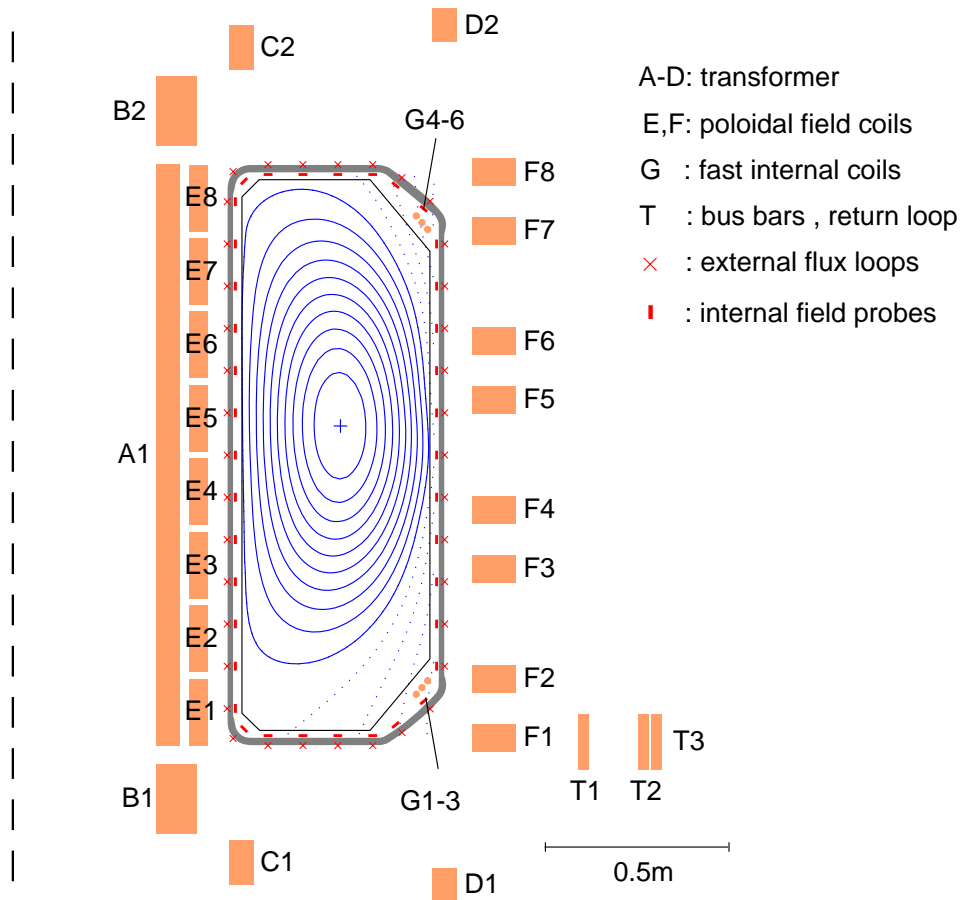 D2
C2
A-D: transformer
B2
G4-6
E,F: poloidal field coils
G : fast internal coils
F8
E8
T : bus bars , return loop
F7
E7
× : external flux loops
: internal field probes
E6
F6
E5
F5
A1
E4
F4
E3
F3
E2
F2
E1
F1
T3
T1
T2
B1
G1-3
C1
0.5m
D1